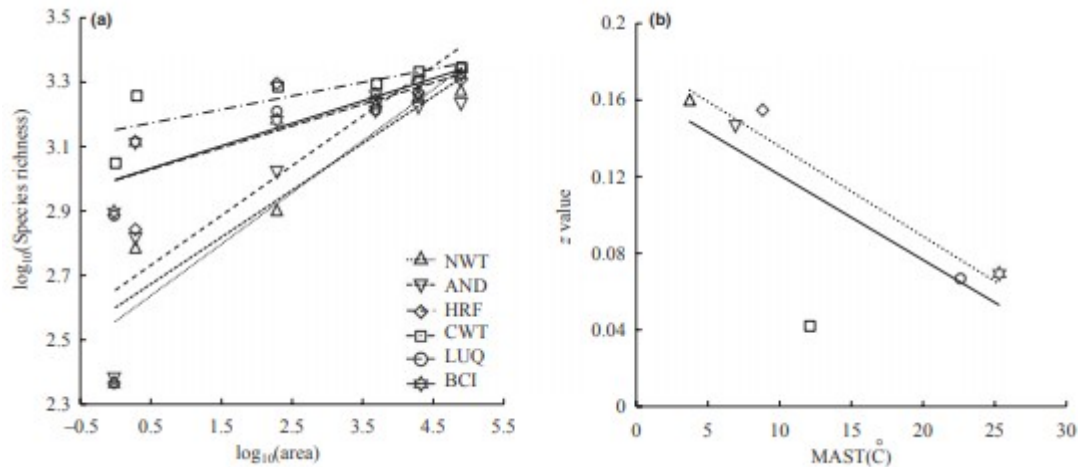 (a)
3.5
3.3
3.1
2.9
2.7
2.5
2.3
log10(Species richness)
NWT
AND
HRF
CWT
LUQ
BCI
−0.5
0.5
1.5
2.5
3.5
4.5
5.5
log10(area)
(b)
0.2
0.16
0.12
0.08
0.04
0
z value
0
5
10
15
20
25
30
MAST(C̊)